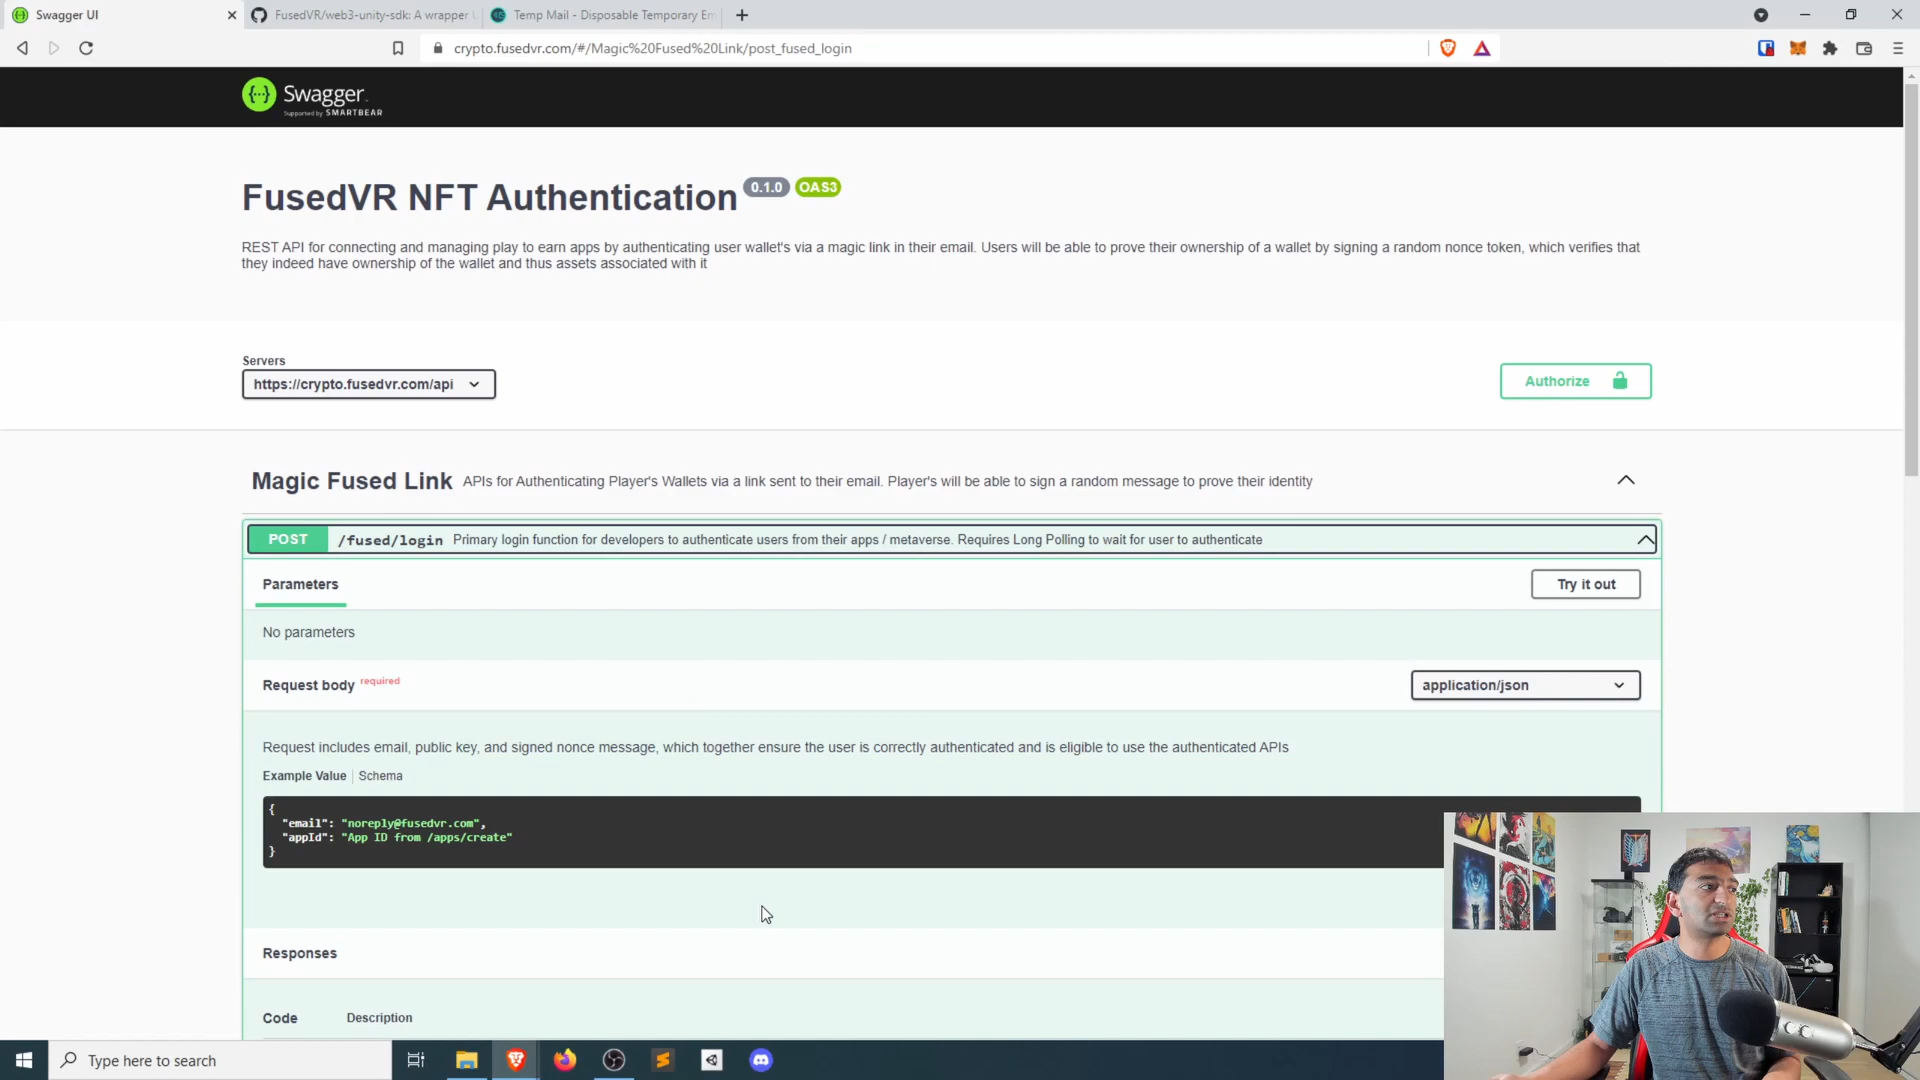 Swagger UI
FusedVR/web3-unity-sdk: A wrapper
Temp Mail - Disposable Temporary Em
crypto.fusedvr.com/#/Magic%20Fused%20Link/post_fused_login
Swagger
Supported by SMARTBEAR
FusedVR NFT Authentication 0.1.0 OAS3
REST API for connecting and managing play to earn apps by authenticating user wallet's via a magic link in their email. Users will be able to prove their ownership of a wallet by signing a random nonce token, which verifies that
they indeed have ownership of the wallet and thus assets associated with it
Servers
https://crypto.fusedvr.com/api
Authorize
Magic Fused Link APIs for Authenticating Player's Wallets via a link sent to their email. Player's will be able to sign a random message to prove their identity
POST /fused/login Primary login function for developers to authenticate users from their apps / metaverse. Requires Long Polling to wait for user to authenticate
Parameters
Try it out
No parameters
Request body required
application/json
Request includes email, public key, and signed nonce message, which together ensure the user is correctly authenticated and is eligible to use the authenticated APIs
Example Value | Schema
{
"email": "noreply@fusedvr.com",
"appId": "App ID from /apps/create"
}
Responses
Code Description
Type here to search